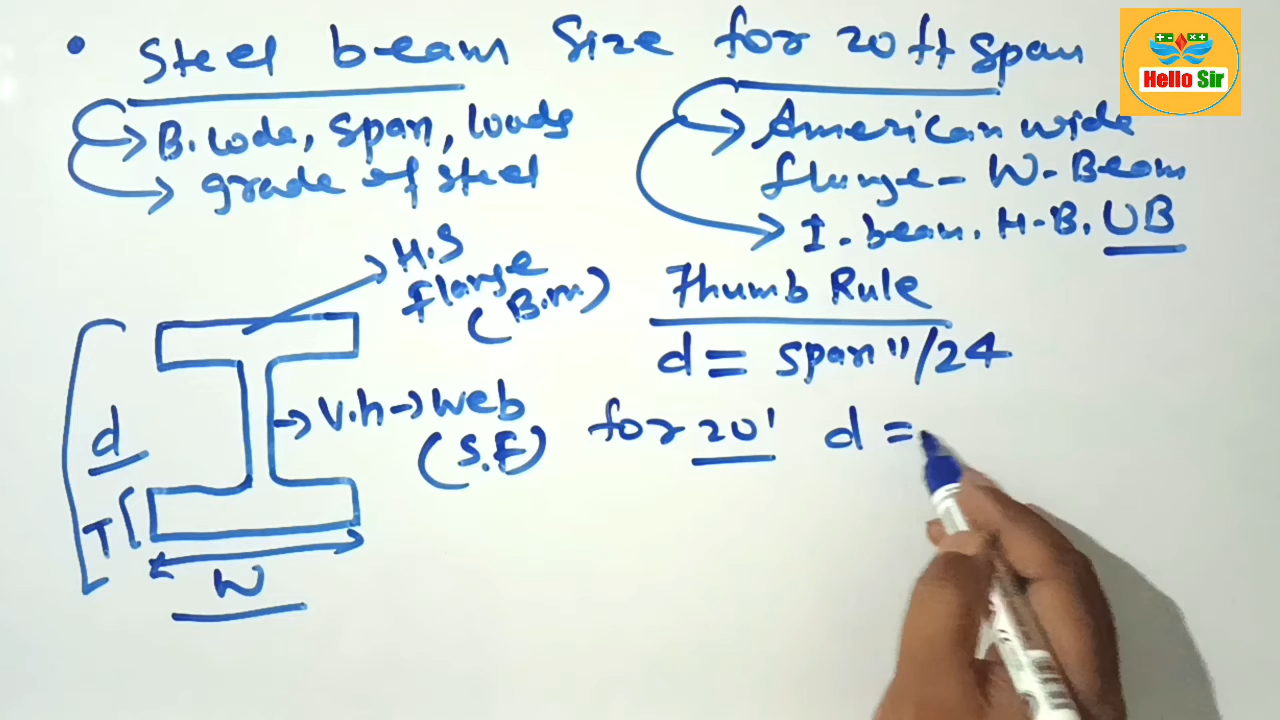 • Steel beam Size for 20 ft span
→ B. Code, Span, loads
→ grade of steel
→ American wide
flange - W-Beam
→ I-bean. H-B. UB
H.S
flange
(B.m)
V.h → web
(S.F)
d
T
W
Thumb Rule
d = span"/24
for 20' d =
Hello Sir